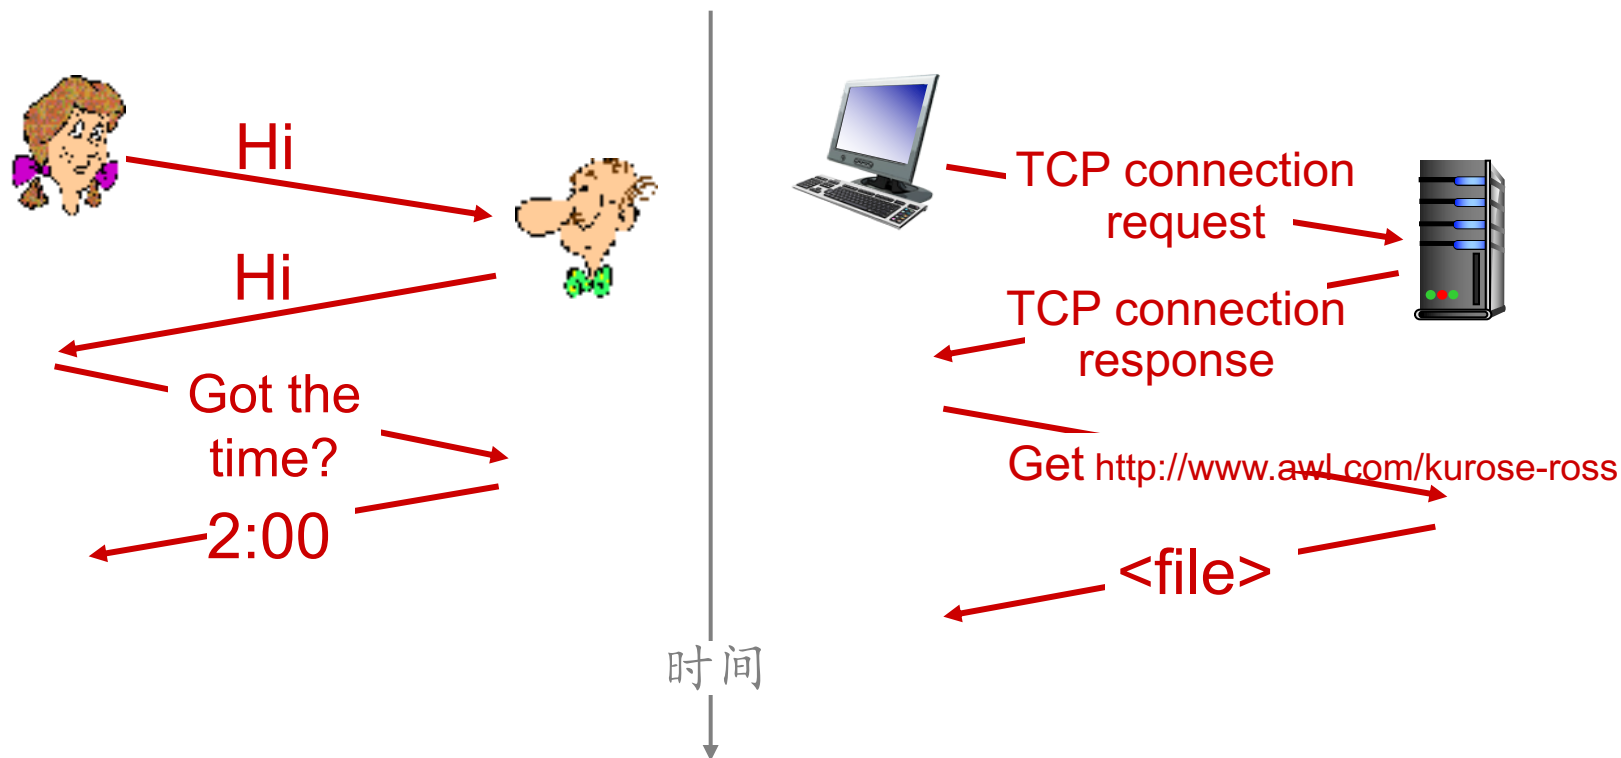 Hi
Hi
Got the
time?
2:00
时间
TCP connection
request
TCP connection
response
Get http://www.awl.com/kurose-ross
<file>